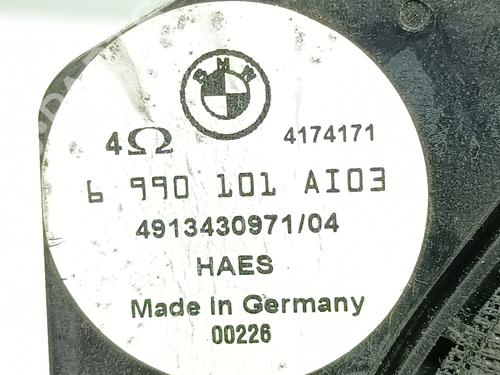 BMW
4Ω 4174171
6 990 101 AI03
4913430971/04
HAES
Made In Germany
00226